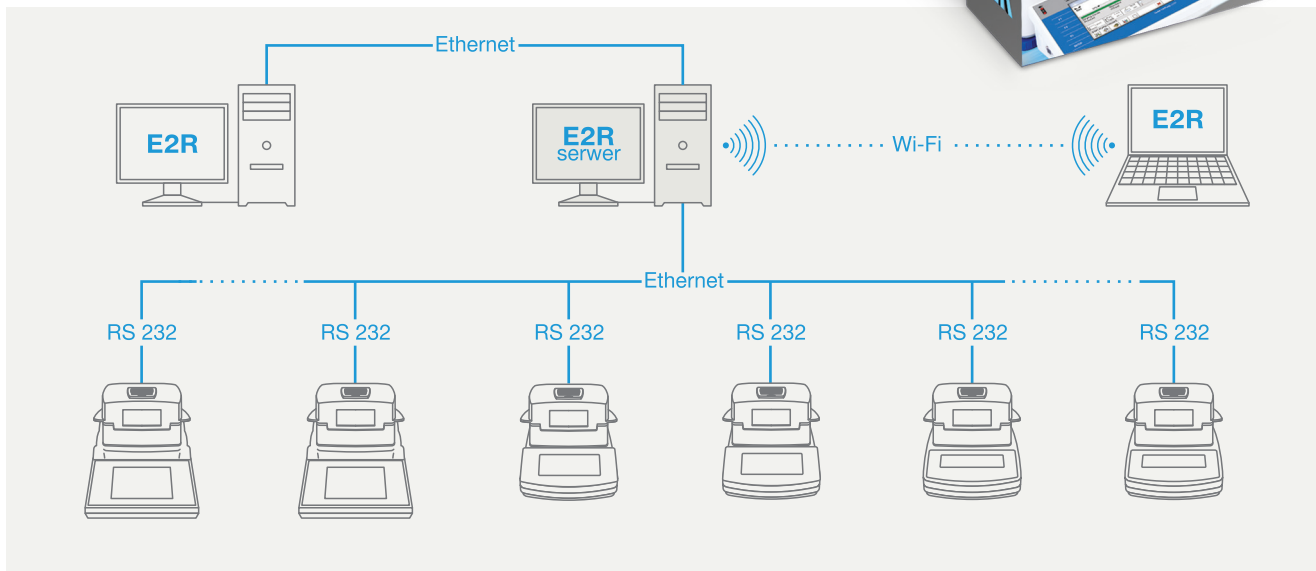 Ethernet
E2R
E2R
serwer
Wi-Fi
E2R
Ethernet
RS 232
RS 232
RS 232
RS 232
RS 232
RS 232